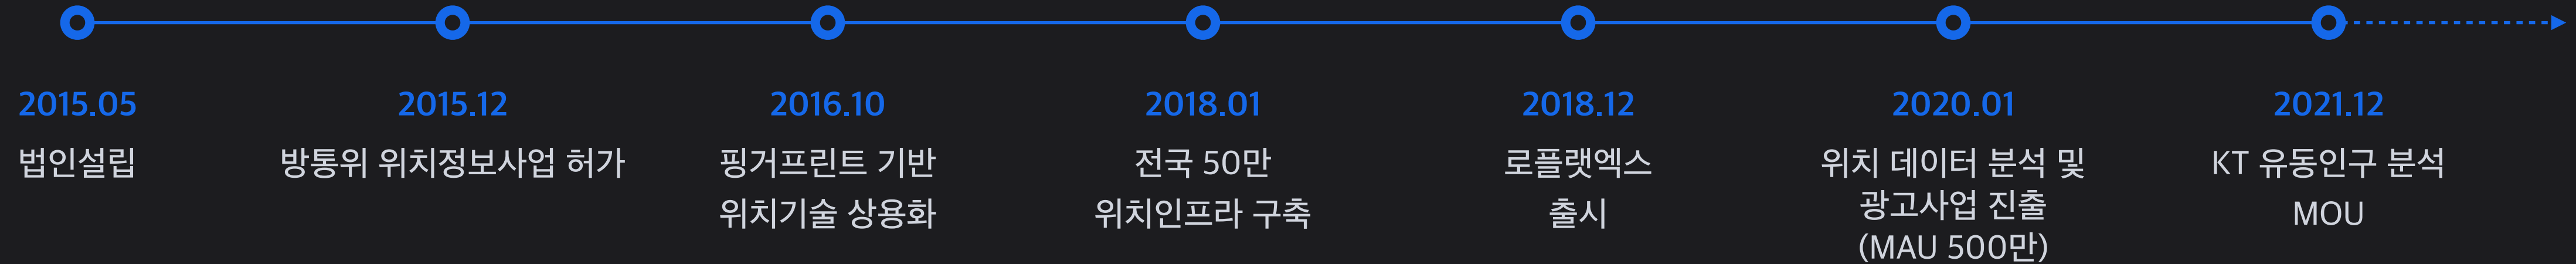 2015.05
법인설립
2015.12
방통위 위치정보사업 허가
2016.10
핑거프린트 기반
위치기술 상용화
2018.01
전국 50만
위치인프라 구축
2018.12
로플랫엑스
출시
2020.01
위치 데이터 분석 및
광고사업 진출
(MAU 500만)
2021.12
KT 유동인구 분석
MOU